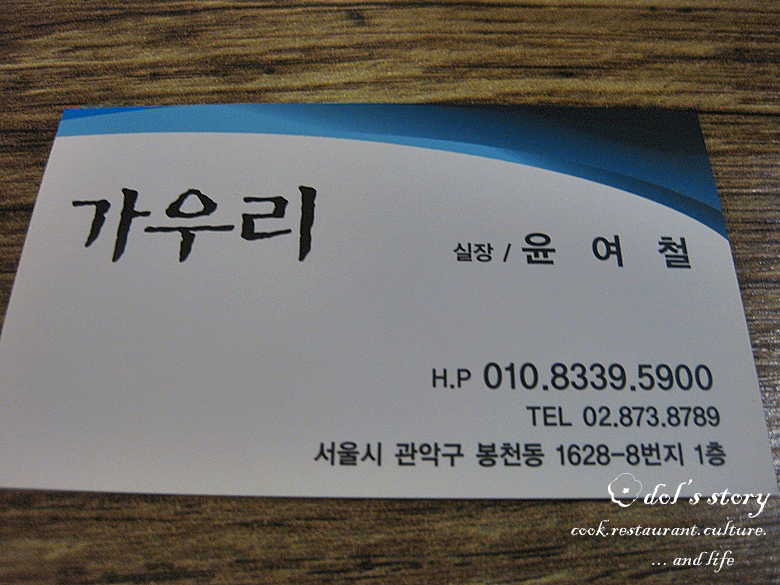 가우리
실장 / 윤 여 철
H.P 010.8339.5900
TEL 02.873.8789
서울시 관악구 봉천동 1628-8번지 1층
dol's story
cook.restaurant.culture.
... and life